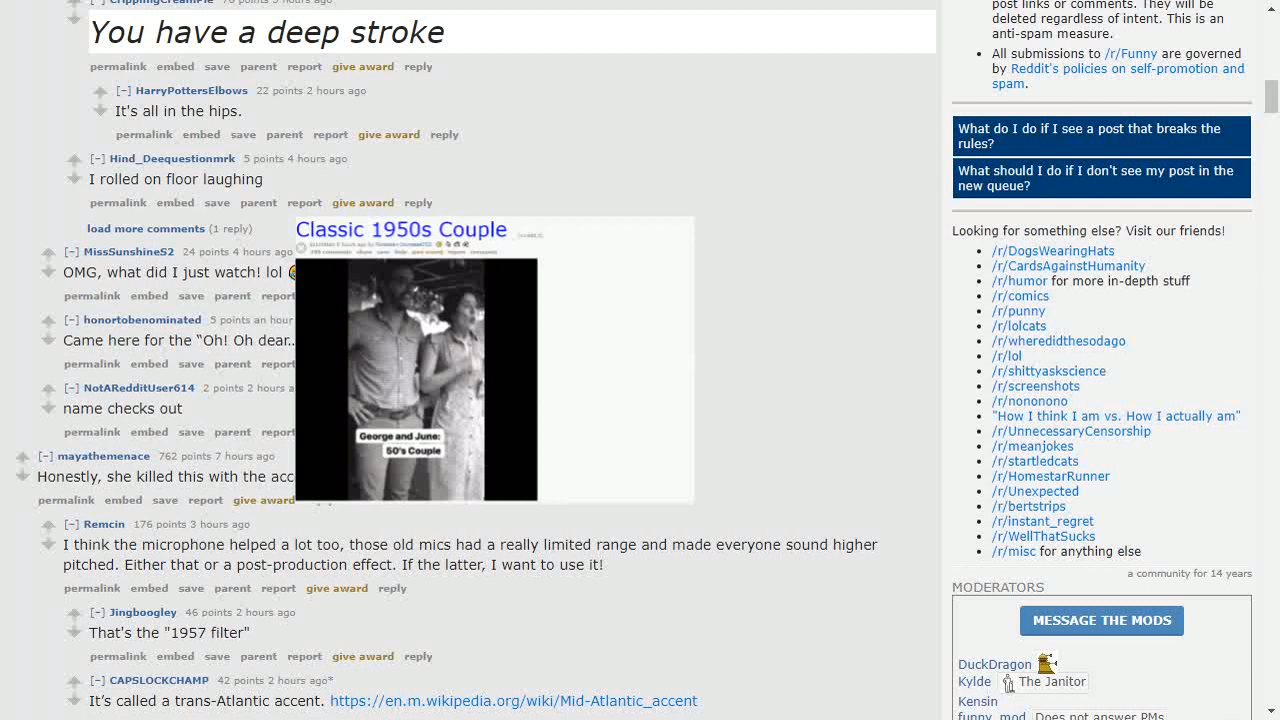 You have a deep stroke
permalink embed save parent report give award reply
[–] HarryPottersElbows 22 points 2 hours ago
It's all in the hips.
permalink embed save parent report give award reply
[–] Hind_Deequestionmrk 5 points 4 hours ago
I rolled on floor laughing
permalink embed save parent report give award reply
load more comments (1 reply)
[–] MissSunshineS2 24 points 4 hours ago
OMG, what did I just watch! lol
permalink embed save parent report
[–] honortobenominated 5 points an hour
Came here for the “Oh! Oh dear..
permalink embed save parent report
[–] NotARedditUser614 2 points 2 hours a
name checks out
permalink embed save parent report
Classic 1950s Couple
George and June:
50's Couple
[–] mayathemenace 762 points 7 hours ago
Honestly, she killed this with the acc
permalink embed save report give award
[–] Remcin 176 points 3 hours ago
I think the microphone helped a lot too, those old mics had a really limited range and made everyone sound higher
pitched. Either that or a post-production effect. If the latter, I want to use it!
permalink embed save parent report give award reply
[–] Jingboogley 46 points 2 hours ago
That's the "1957 filter"
permalink embed save parent report give award reply
[–] CAPSLOCKCHAMP 42 points 2 hours ago*
It’s called a trans-Atlantic accent. https://en.m.wikipedia.org/wiki/Mid-Atlantic_accent
post links or comments. They will be
deleted regardless of intent. This is an
anti-spam measure.
All submissions to /r/Funny are governed
by Reddit's policies on self-promotion and
spam.
What do I do if I see a post that breaks the
rules?
What should I do if I don't see my post in the
new queue?
Looking for something else? Visit our friends!
/r/DogsWearingHats
/r/CardsAgainstHumanity
/r/humor for more in-depth stuff
/r/comics
/r/punny
/r/lolcats
/r/wheredidthesodago
/r/lol
/r/shittyaskscience
/r/screenshots
/r/nononono
"How I think I am vs. How I actually am"
/r/UnnecessaryCensorship
/r/meanjokes
/r/startledcats
/r/HomestarRunner
/r/Unexpected
/r/bertstrips
/r/instant_regret
/r/WellThatSucks
/r/misc for anything else
a community for 14 years
MODERATORS
MESSAGE THE MODS
DuckDragon
Kylde The Janitor
Kensin
funny_mod Does not answer PMs